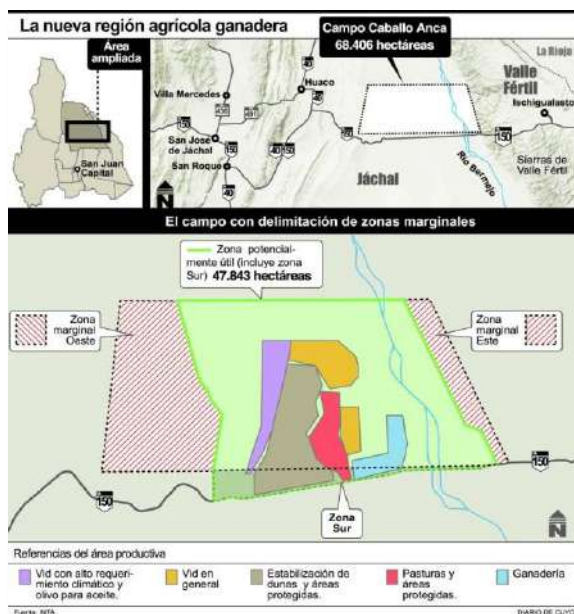 La nueva región agrícola ganadera
Área
ampliada
San Juan
Capital
Campo Caballo Anca
68.406 hectáreas
La Rioja
Valle
Fértil
Villa Mercedes
Huaco
40
40
Ischigualasto
San José
de Jáchal
150
150
150
San Roque
40
40
Jáchal
Río Bermejo
Sierras de
Valle Fértil
N
El campo con delimitación de zonas marginales
Zona potencial-
mente útil (incluye zona
Sur) 47.843 hectáreas
Zona
marginal
Oeste
Zona
marginal
Este
150
150
Zona
Sur
N
Referencias del área productiva
Vid con alto requeri-
miento climático y
olivo para aceite.
Vid en
general
Estabilización de
dunas y áreas
protegidas.
Pasturas y
áreas
protegidas.
Ganadería
Fuente: INTA
DIARIO DE CUYO